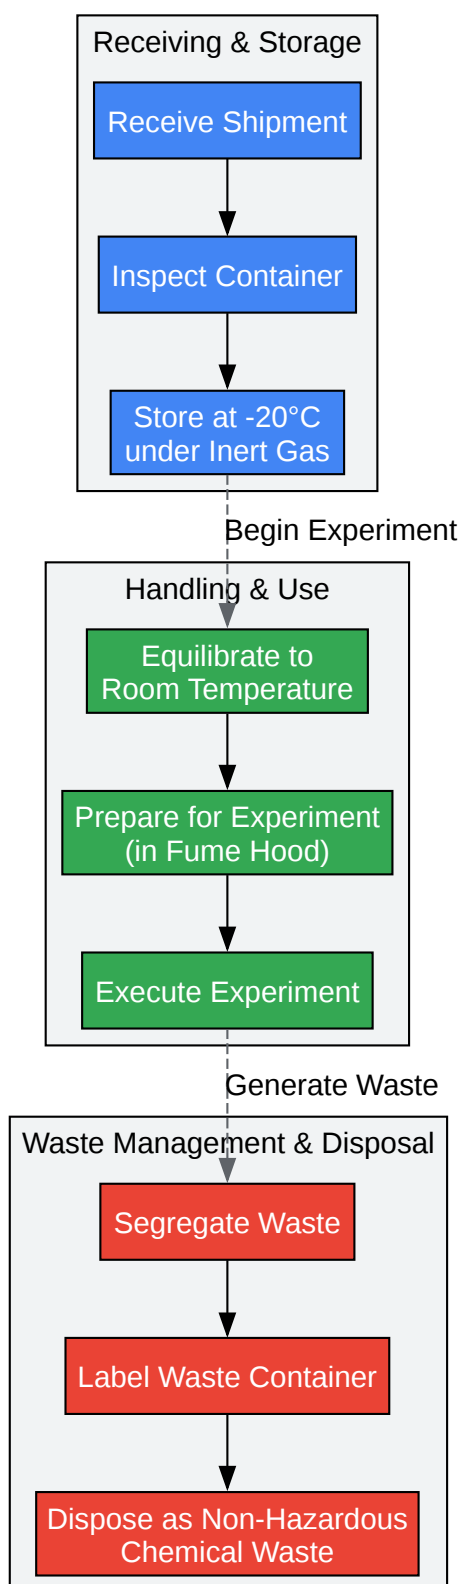 Receiving & Storage
Receive Shipment
Inspect Container
Store at -20°C
under Inert Gas
Begin Experiment
Handling & Use
Equilibrate to
Room Temperature
Prepare for Experiment
(in Fume Hood)
Execute Experiment
Generate Waste
Waste Management & Disposal
Segregate Waste
Label Waste Container
Dispose as Non-Hazardous
Chemical Waste